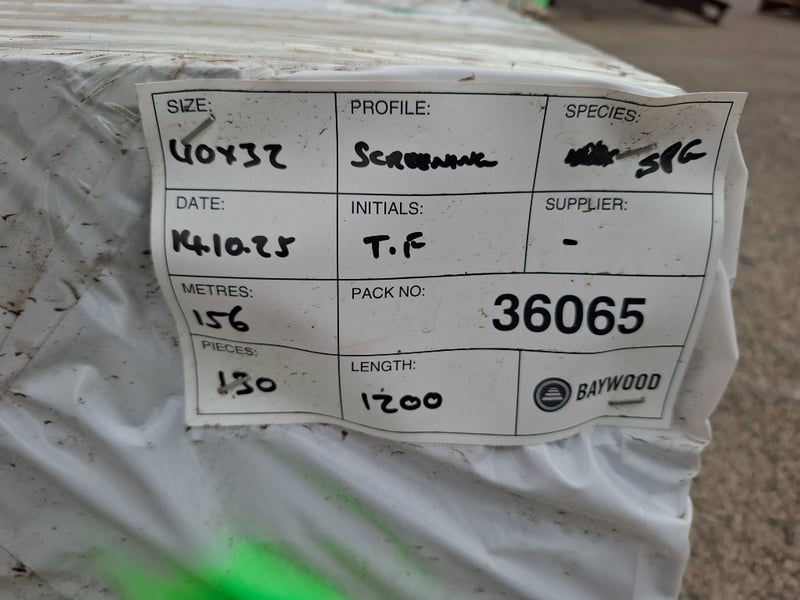 SIZE:
40x32
PROFILE:
SCREENING
SPECIES:
SPG
DATE:
14.10.25
INITIALS:
T.F
SUPPLIER:
-
METRES:
156
PACK NO:
36065
PIECES:
130
LENGTH:
1200
BAYWOOD